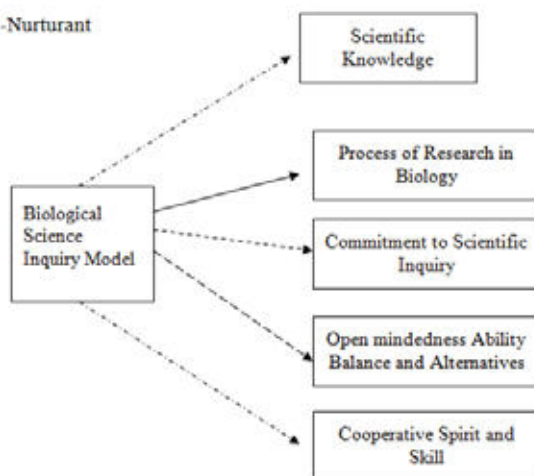 -Nurturant
Scientific
Knowledge
Process of Research in
Biology
Biological
Science
Inquiry Model
Commitment to Scientific
Inquiry
Open mindedness Ability
Balance and Alternatives
Cooperative Spirit and
Skill